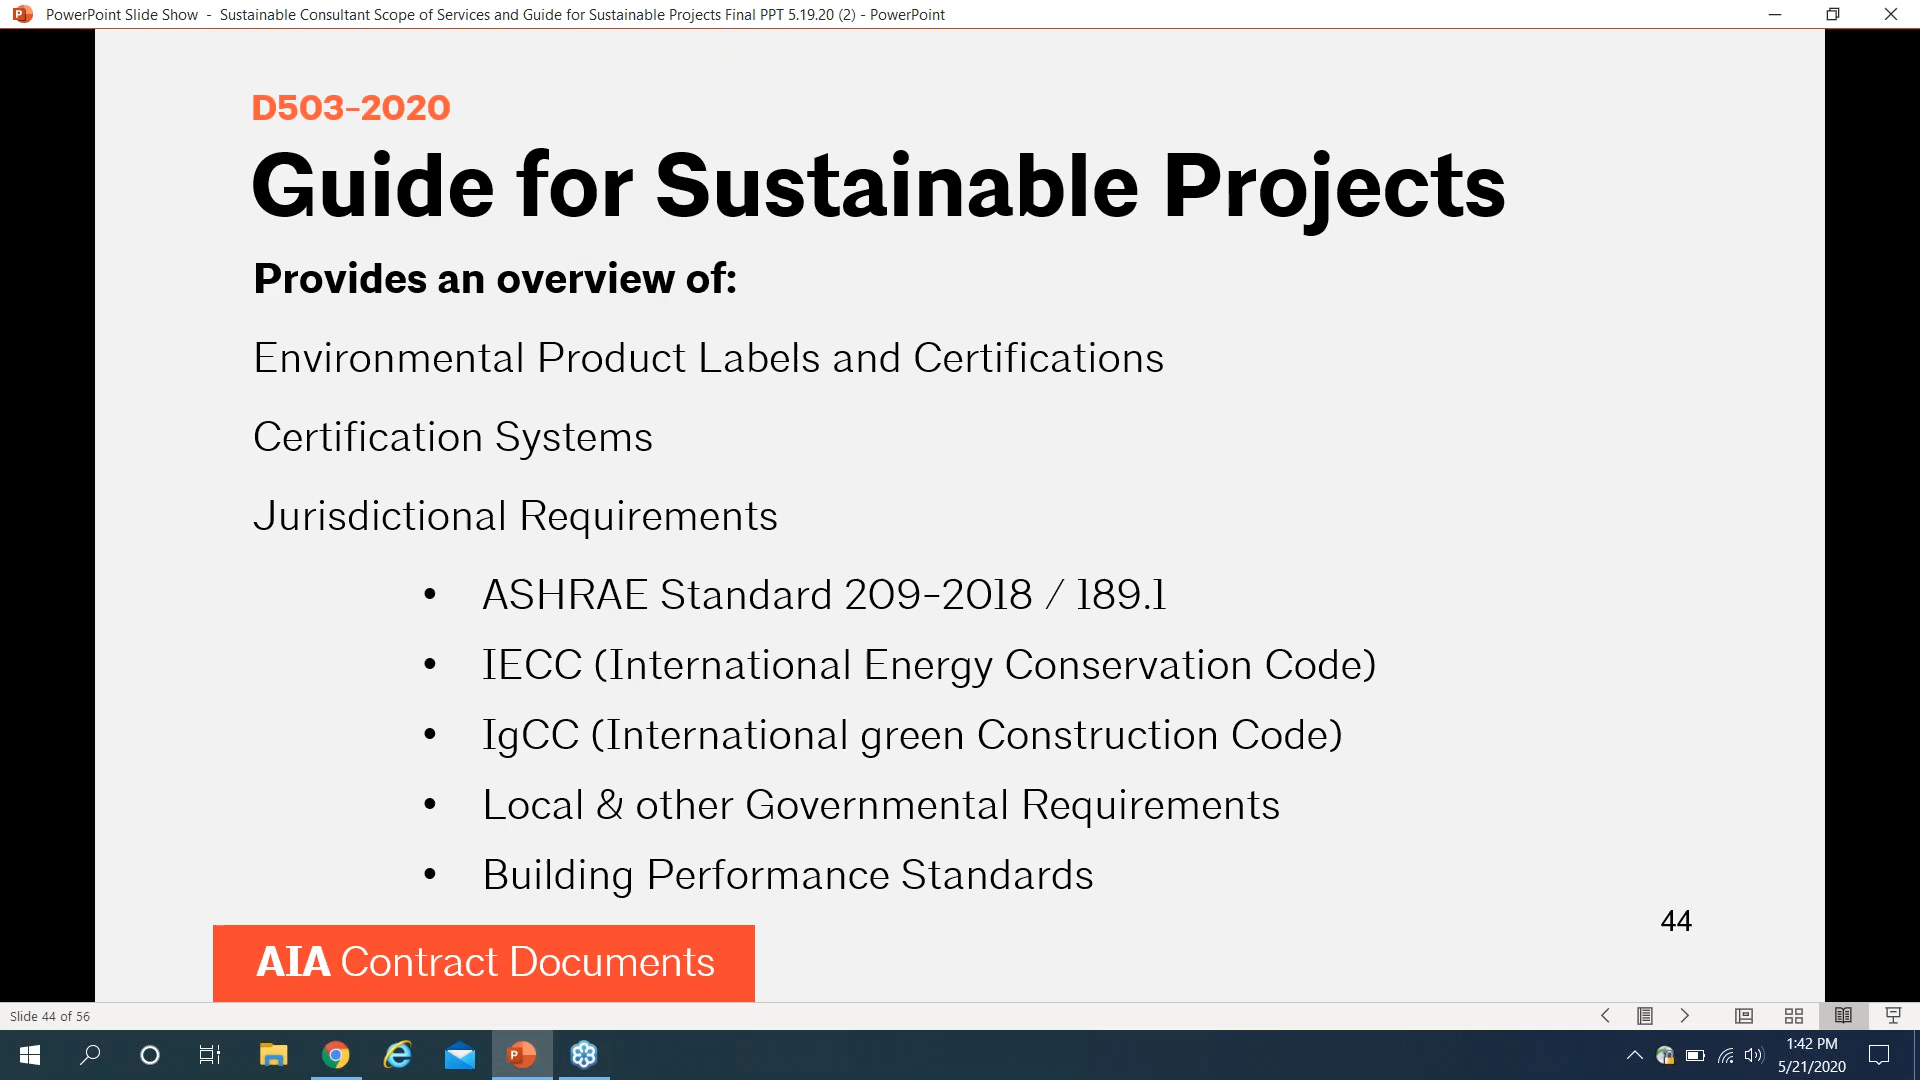 PowerPoint Slide Show - Sustainable Consultant Scope of Services and Guide for Sustainable Projects Final PPT 5.19.20 (2) - PowerPoint
D503-2020
Guide for Sustainable Projects
Provides an overview of:
Environmental Product Labels and Certifications
Certification Systems
Jurisdictional Requirements
• ASHRAE Standard 209-2018 / 189.1
• IECC (International Energy Conservation Code)
• IgCC (International green Construction Code)
• Local & other Governmental Requirements
• Building Performance Standards
44
AIA Contract Documents
Slide 44 of 56
1:42 PM
5/21/2020